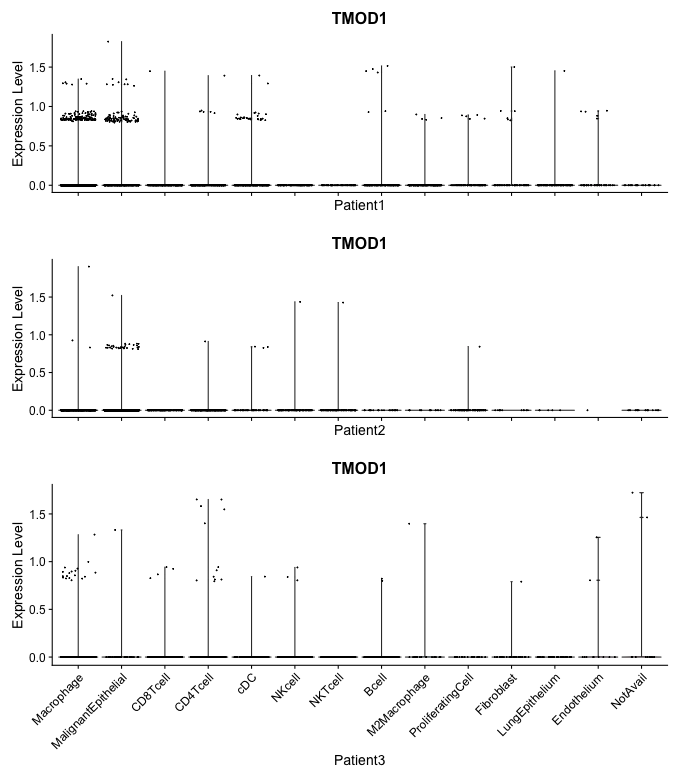 TMOD1
Expression Level
1.5
1.0
0.5
0.0
Patient1
TMOD1
Expression Level
1.5
1.0
0.5
0.0
Patient2
TMOD1
Expression Level
1.5
1.0
0.5
0.0
Macrophage
MalignantEpithelial
CD8Tcell
CD4Tcell
cDC
NKcell
NKTcell
Bcell
M2Macrophage
ProliferatingCell
Fibroblast
LungEpithelium
Endothelium
NotAvail
Patient3